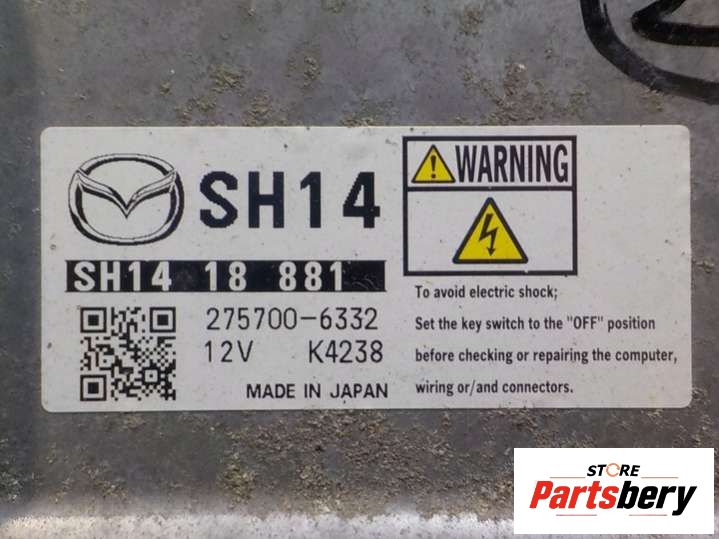 SH14
SH14 18 881
275700-6332
12V K4238
MADE IN JAPAN
WARNING
To avoid electric shock;
Set the key switch to the "OFF" position
before checking or repairing the computer,
wiring or/and connectors.
STORE
Partsbery